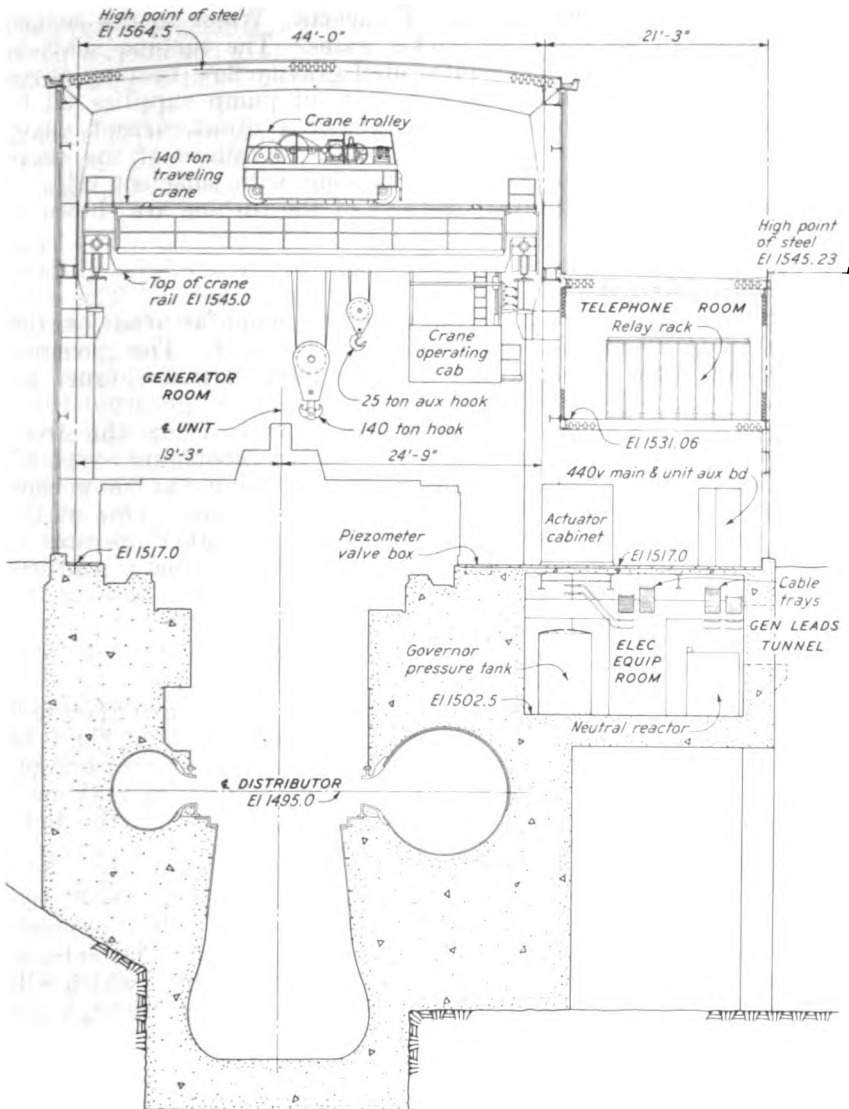 High point of steel
El 1564.5
44'-0"
21'-3"
Crane trolley
140 ton
traveling
crane
High point
of steel
El 1545.23
Top of crane
rail El 1545.0
TELEPHONE ROOM
Relay rack
Crane
operating
cab
GENERATOR
ROOM
25 ton aux hook
℄ UNIT
140 ton hook
El 1531.06
19'-3"
24'-9"
440v main & unit aux bd
Actuator
cabinet
El 1517.0
Piezometer
valve box
El 1517.0
Cable
trays
GEN LEADS
TUNNEL
ELEC
EQUIP
ROOM
Governor
pressure tank
El 1502.5
Neutral reactor
℄ DISTRIBUTOR
El 1495.0